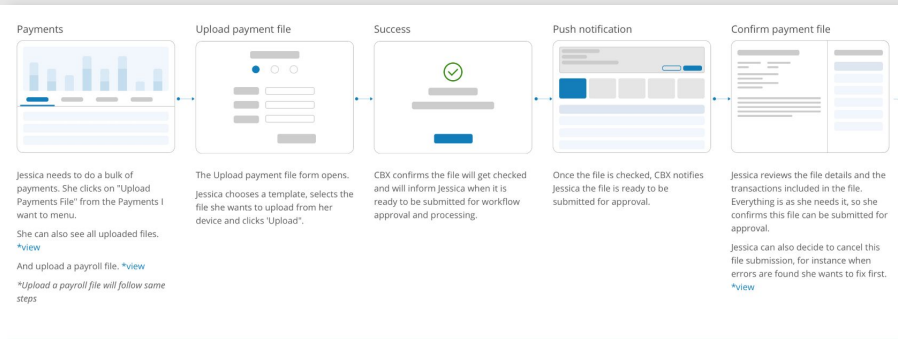 Payments
Upload payment file
Success
Push notification
Confirm payment file
Jessica needs to do a bulk of
payments. She clicks on "Upload
Payments File" from the Payments I
want to menu.
She can also see all uploaded files.
*view
And upload a payroll file. *view
*Upload a payroll file will follow same
steps
The Upload payment file form opens.
Jessica chooses a template, selects the
file she wants to upload from her
device and clicks 'Upload".
CBX confirms the file will get checked
and will inform Jessica when it is
ready to be submitted for workflow
approval and processing.
Once the file is checked, CBX notifies
Jessica the file is ready to be
submitted for approval.
Jessica reviews the file details and the
transactions included in the file.
Everything is as she needs it, so she
confirms this file can be submitted for
approval.
Jessica can also decide to cancel this
file submission, for instance when
errors are found she wants to fix first.
*view